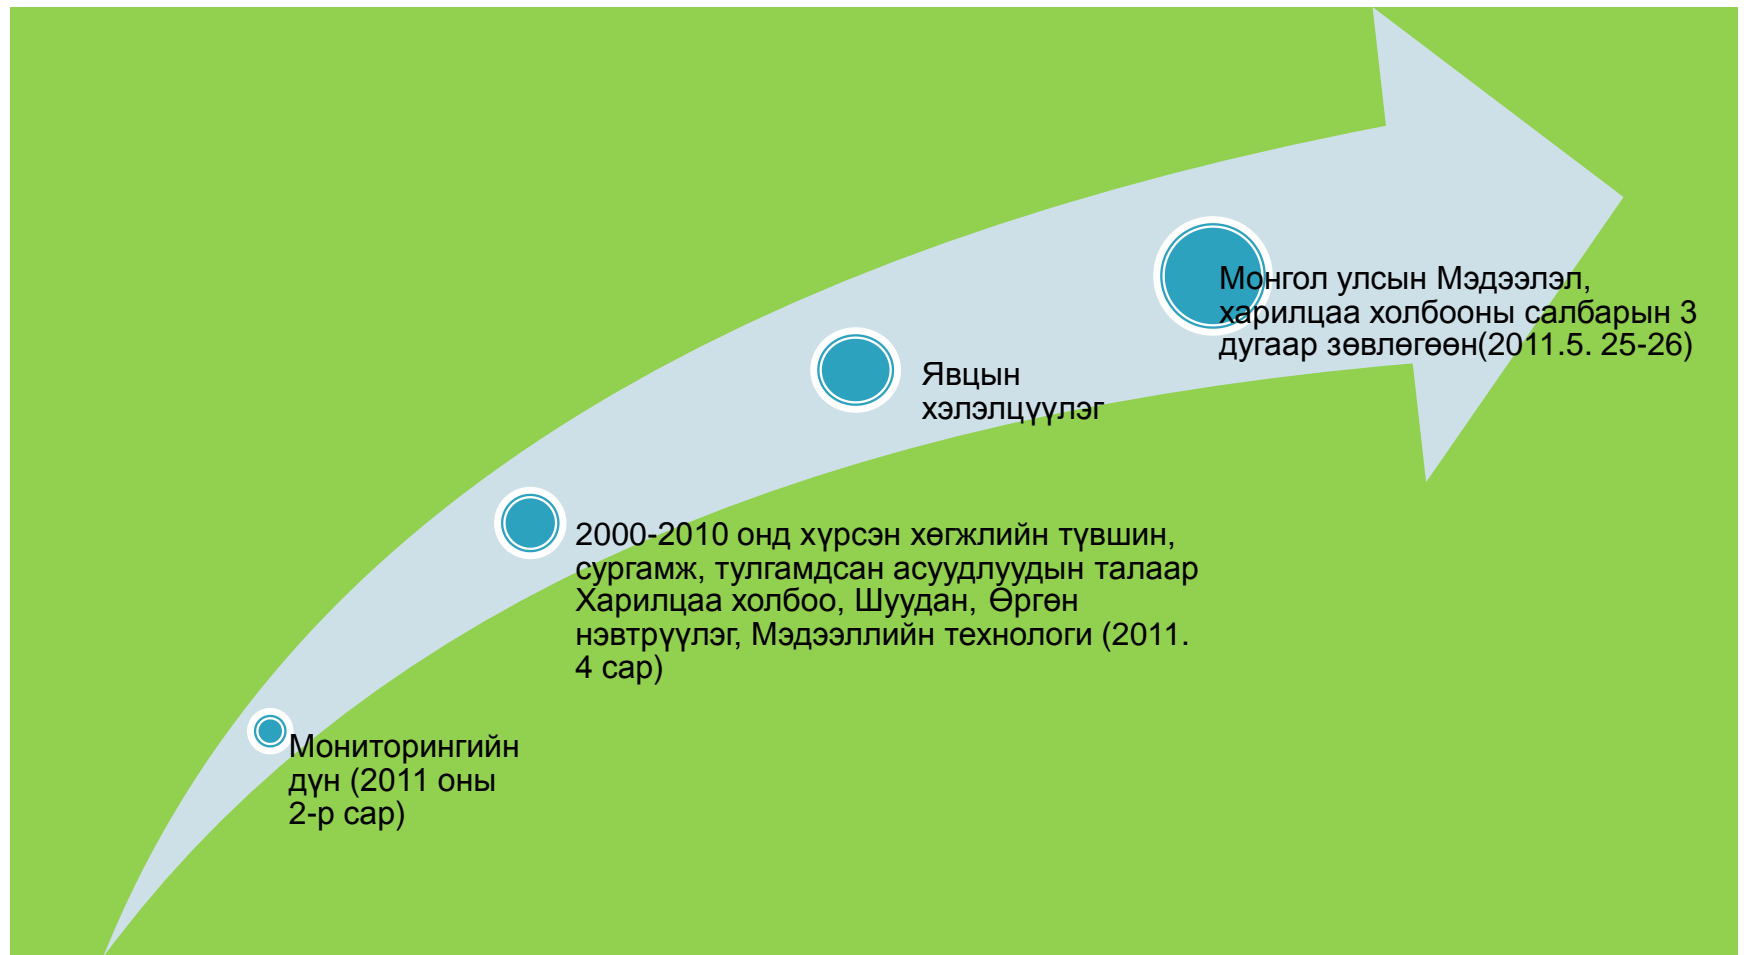 Монгол улсын Мэдээлэл,
харилцаа холбооны салбарын 3
дугаар зөвлөгөөн(2011.5. 25-26)
Явцын
хэлэлцүүлэг
2000-2010 онд хүрсэн хөгжлийн түвшин,
сургамж, тулгамдсан асуудлуудын талаар
Харилцаа холбоо, Шуудан, Өргөн
нэвтрүүлэг, Мэдээллийн технологи (2011.
4 сар)
Мониторингийн
дүн (2011 оны
2-р сар)